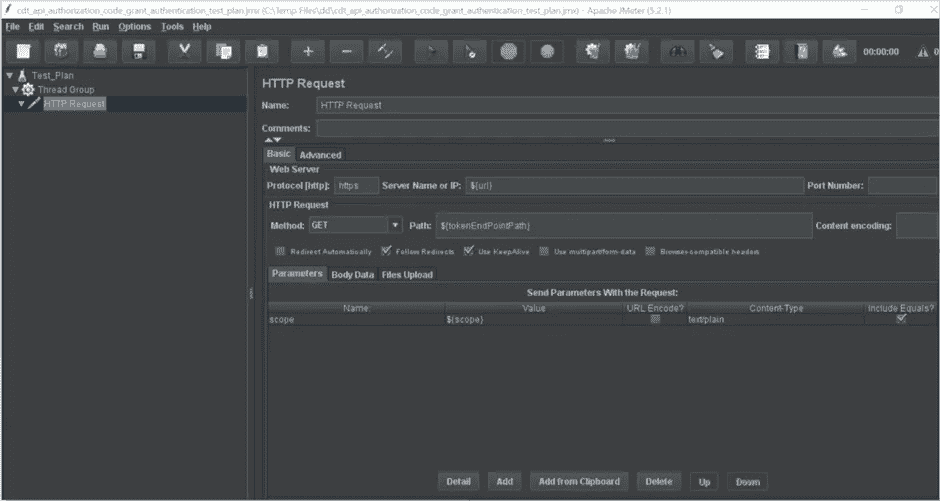 cdt_api_authorization_code_grant_authentication_test_plan.jmx (C:\Temp Files\dd\cdt_api_authorization_code_grant_authentication_test_plan.jmx) - Apache JMeter (5.2.1)
File Edit Search Run Options Tools Help
00:00:00 0
Test_Plan
Thread Group
HTTP Request
HTTP Request
Name: HTTP Request
Comments:
Basic Advanced
Web Server
Protocol [http]: https Server Name or IP: ${url} Port Number:
HTTP Request
Method: GET Path: ${tokenEndPointPath} Content encoding:
Redirect Automatically Follow Redirects Use KeepAlive Use multipart/form-data Browser-compatible headers
Parameters Body Data Files Upload
Send Parameters With the Request:
Name: Value URL Encode? Content-Type Include Equals?
scope ${scope} text/plain
Detail Add Add from Clipboard Delete Up Down